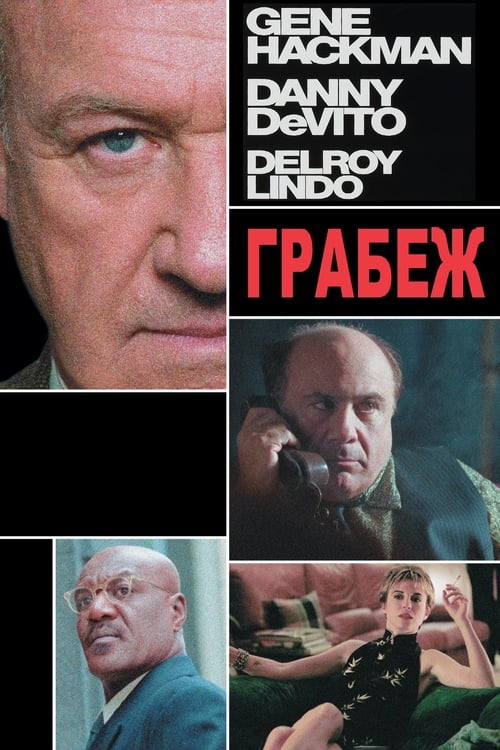 GENE
HACKMAN
DANNY
DeVITO
DELROY
LINDO
ГРАБЕЖ